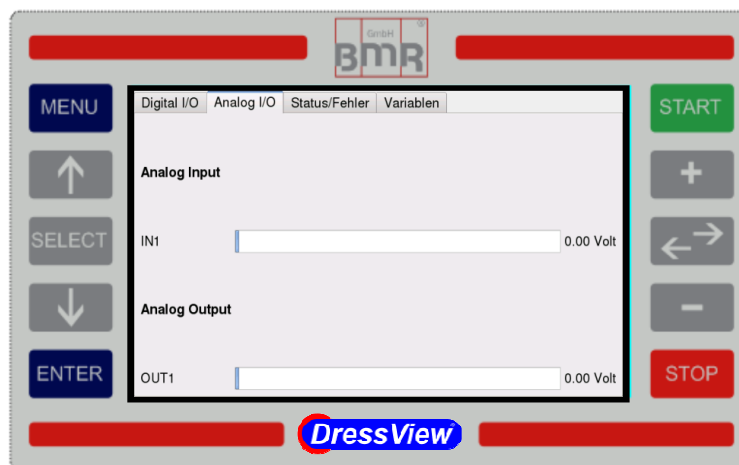 GmbH ®
BMR
MENU
Digital I/O Analog I/O Status/Fehler Variablen
START
Analog Input
+
SELECT
IN1 0.00 Volt
Analog Output
−
ENTER
OUT1 0.00 Volt
STOP
DressView